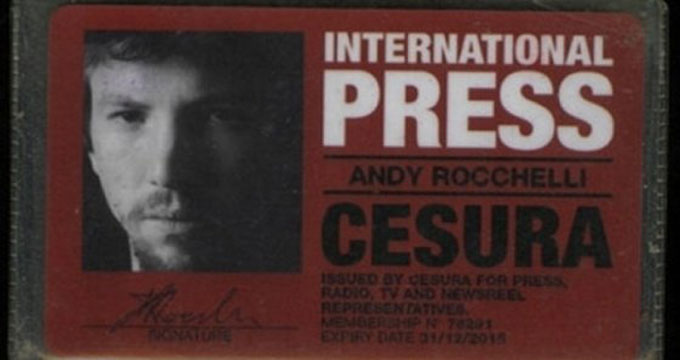 INTERNATIONAL
PRESS
ANDY ROCCHELLI
CESURA
ISSUED BY CESURA FOR PRESS,
RADIO, TV AND NEWSREEL
REPRESENTATIVES.
MEMBERSHIP N° 76291
EXPIRY DATE 31/12/2015
SIGNATURE